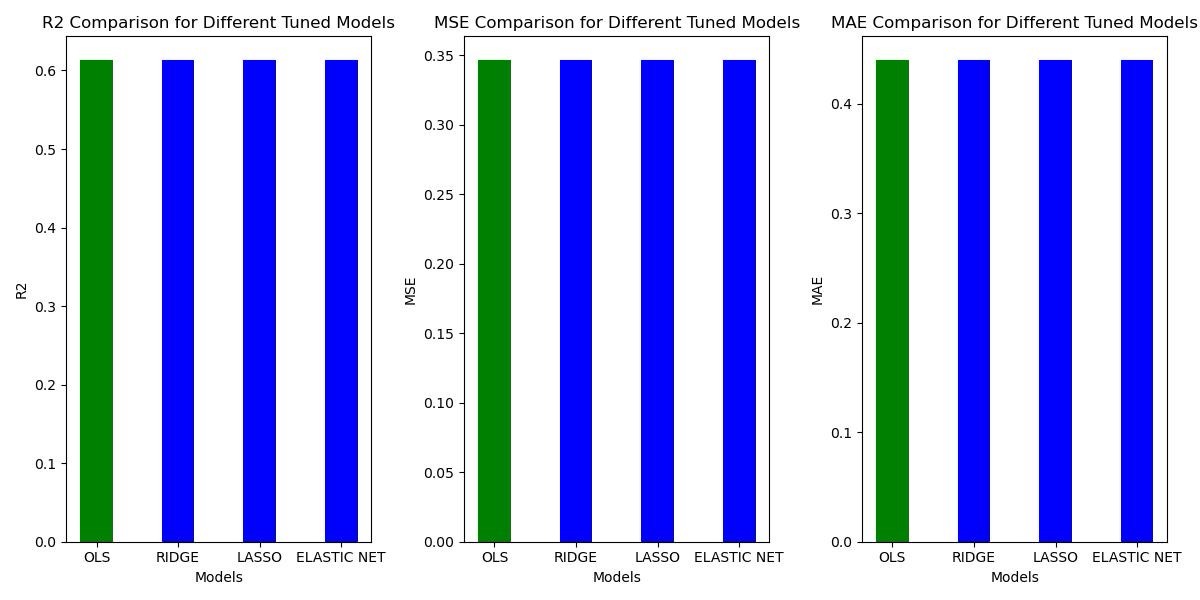 R2 Comparison for Different Tuned Models
R2
0.6
0.5
0.4
0.3
0.2
0.1
0.0
OLS RIDGE LASSO ELASTIC NET
Models
MSE Comparison for Different Tuned Models
MSE
0.35
0.30
0.25
0.20
0.15
0.10
0.05
0.00
OLS RIDGE LASSO ELASTIC NET
Models
MAE Comparison for Different Tuned Models
MAE
0.4
0.3
0.2
0.1
0.0
OLS RIDGE LASSO ELASTIC NET
Models